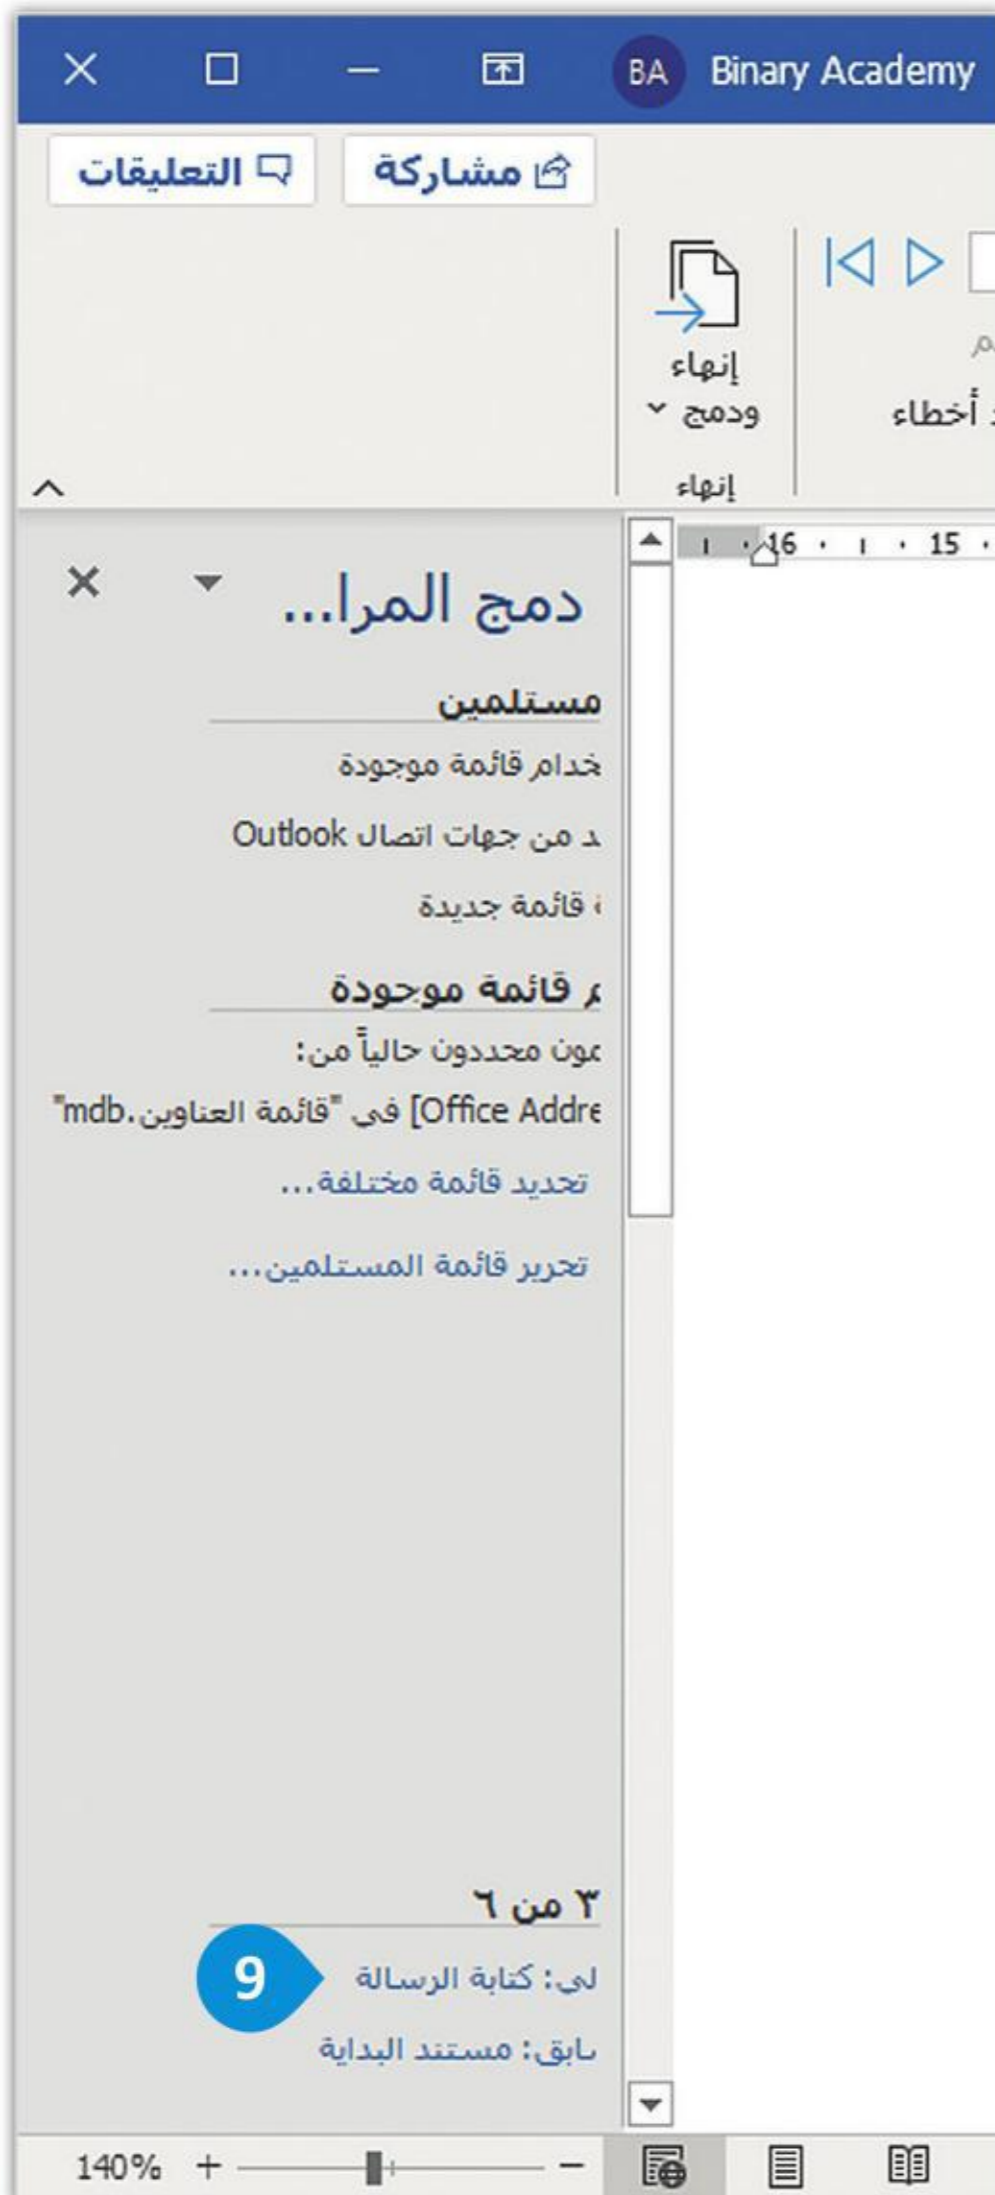 BA Binary Academy
مشاركة التعليقات
إنهاء
ودمج
أخطاء
إنهاء
16 15
دمج المرا...
مستلمين
خدام قائمة موجودة
د من جهات اتصال Outlook
قائمة جديدة
م قائمة موجودة
مون محددون حالياً من:
Office Addre] في "قائمة العناوين.mdb"
تحديد قائمة مختلفة...
تحرير قائمة المستلمين...
٣ من ٦
لي: كتابة الرسالة
9
سابق: مستند البداية
140%